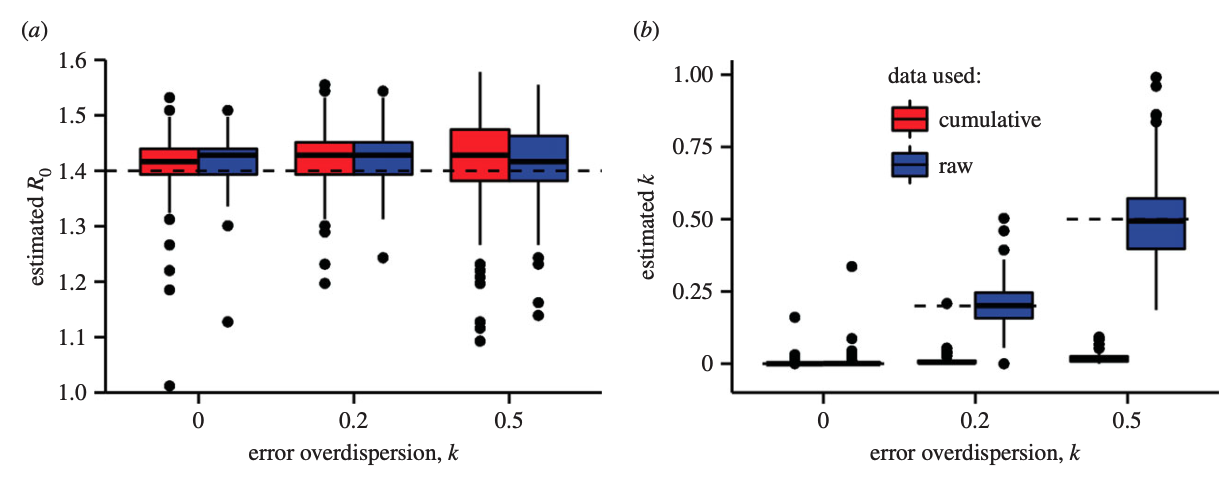 (a)
estimated R0
1.6
1.5
1.4
1.3
1.2
1.1
1.0
0
0.2
0.5
error overdispersion, k
(b)
estimated k
1.00
0.75
0.50
0.25
0
data used:
cumulative
raw
0
0.2
0.5
error overdispersion, k